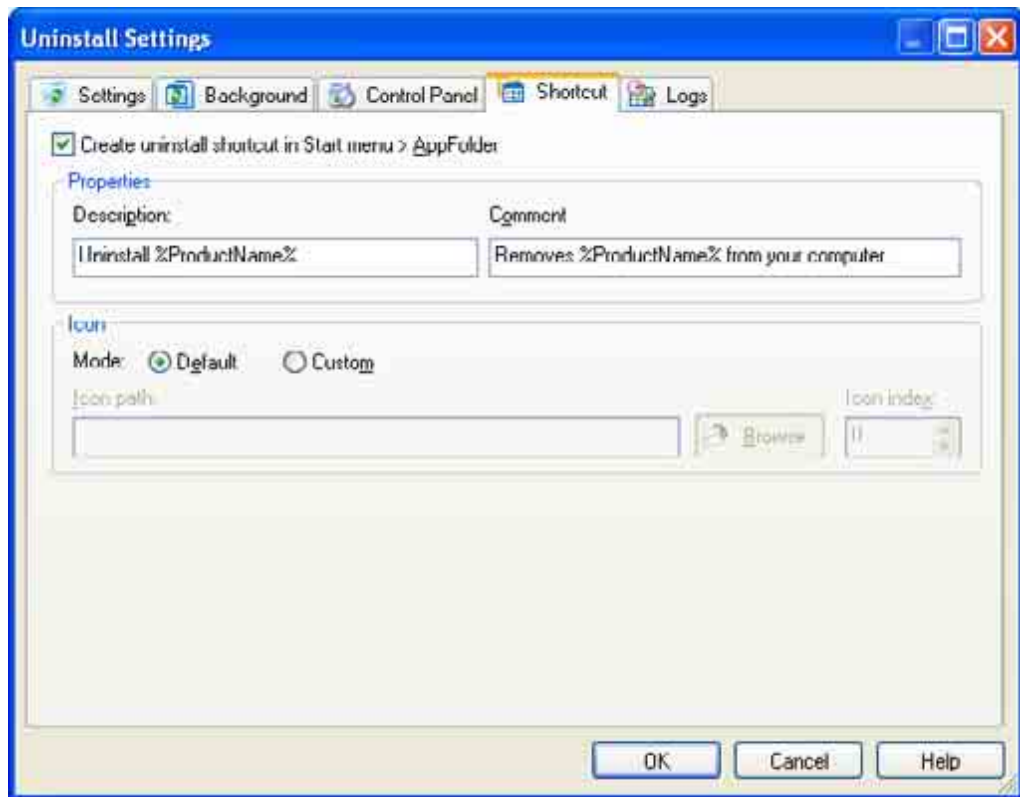 Uninstall Settings
Settings Background Control Panel Shortcut Logs
Create uninstall shortcut in Start menu > AppFolder
Properties
Description: Comment
Uninstall %ProductName% Removes %ProductName% from your computer
Icon
Mode: Default Custom
Icon path: Icon index:
Browse 0
OK Cancel Help